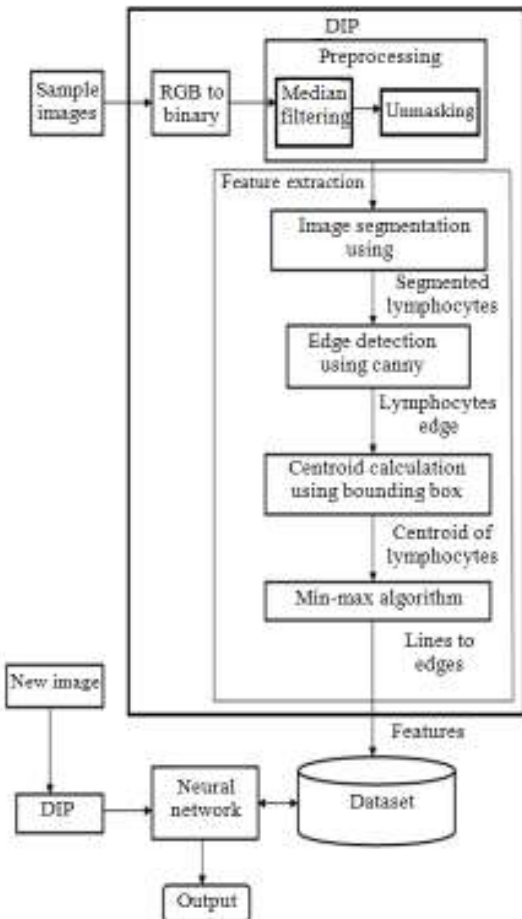 DIP
Preprocessing
Sample
images
RGB to
binary
Median
filtering
Unmasking
Feature extraction
Image segmentation
using
Segmented
lymphocytes
Edge detection
using canny
Lymphocytes
edge
Centroid calculation
using bounding box
Centroid of
lymphocytes
Min-max algorithm
Lines to
edges
New image
Features
DIP
Neural
network
Dataset
Output